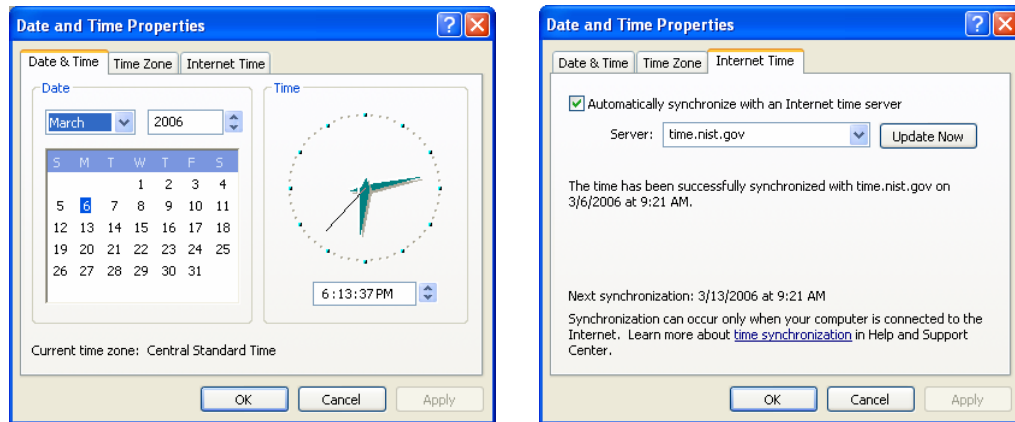 Date and Time Properties
Date & Time
Time Zone
Internet Time
Date
March
2006
S M T W T F S
1 2 3 4
5 6 7 8 9 10 11
12 13 14 15 16 17 18
19 20 21 22 23 24 25
26 27 28 29 30 31
Time
6:13:37 PM
Current time zone: Central Standard Time
OK
Cancel
Apply
Date and Time Properties
Date & Time
Time Zone
Internet Time
Automatically synchronize with an Internet time server
Server: time.nist.gov
Update Now
The time has been successfully synchronized with time.nist.gov on
3/6/2006 at 9:21 AM.
Next synchronization: 3/13/2006 at 9:21 AM
Synchronization can occur only when your computer is connected to the
Internet. Learn more about time synchronization in Help and Support
Center.
OK
Cancel
Apply